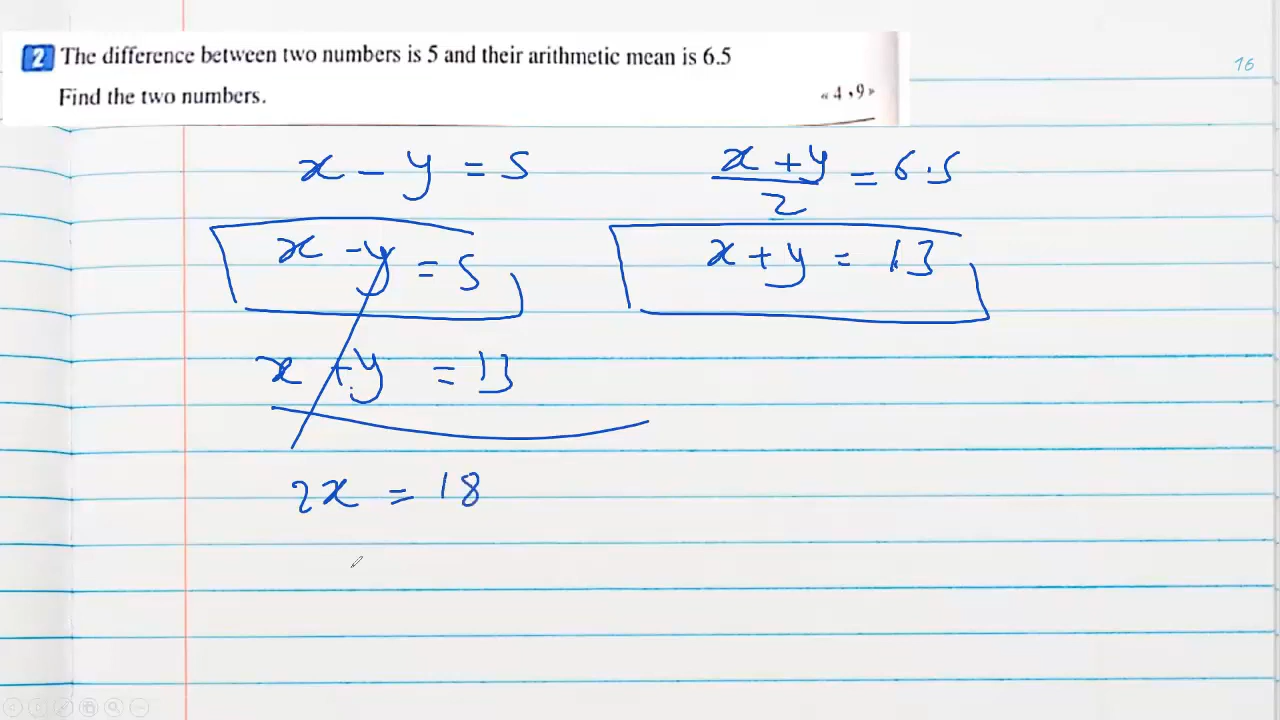 2 The difference between two numbers is 5 and their arithmetic mean is 6.5
16
Find the two numbers.
« 4 , 9 »
x - y = 5
x + y / 2 = 6.5
x - y = 5
x + y = 13
x + y = 13
2x = 18